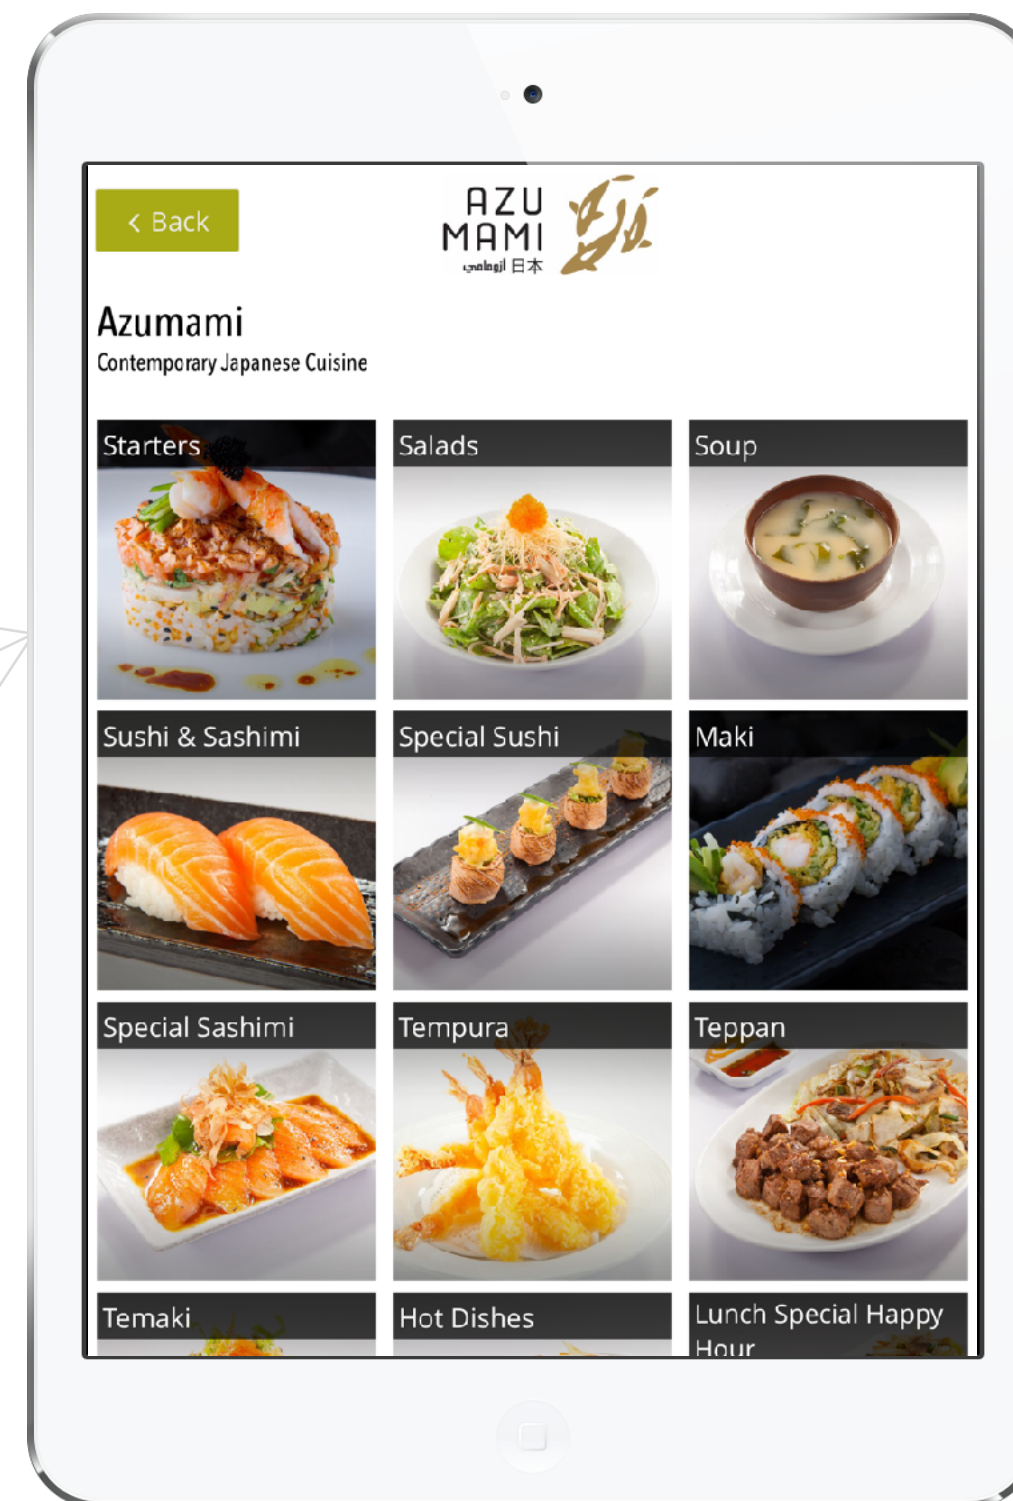 < Back
AZU
MAMI
ازومامي 日本
Azumami
Contemporary Japanese Cuisine
Starters
Salads
Soup
Sushi & Sashimi
Special Sushi
Maki
Special Sashimi
Tempura
Teppan
Temaki
Hot Dishes
Lunch Special Happy
Hour